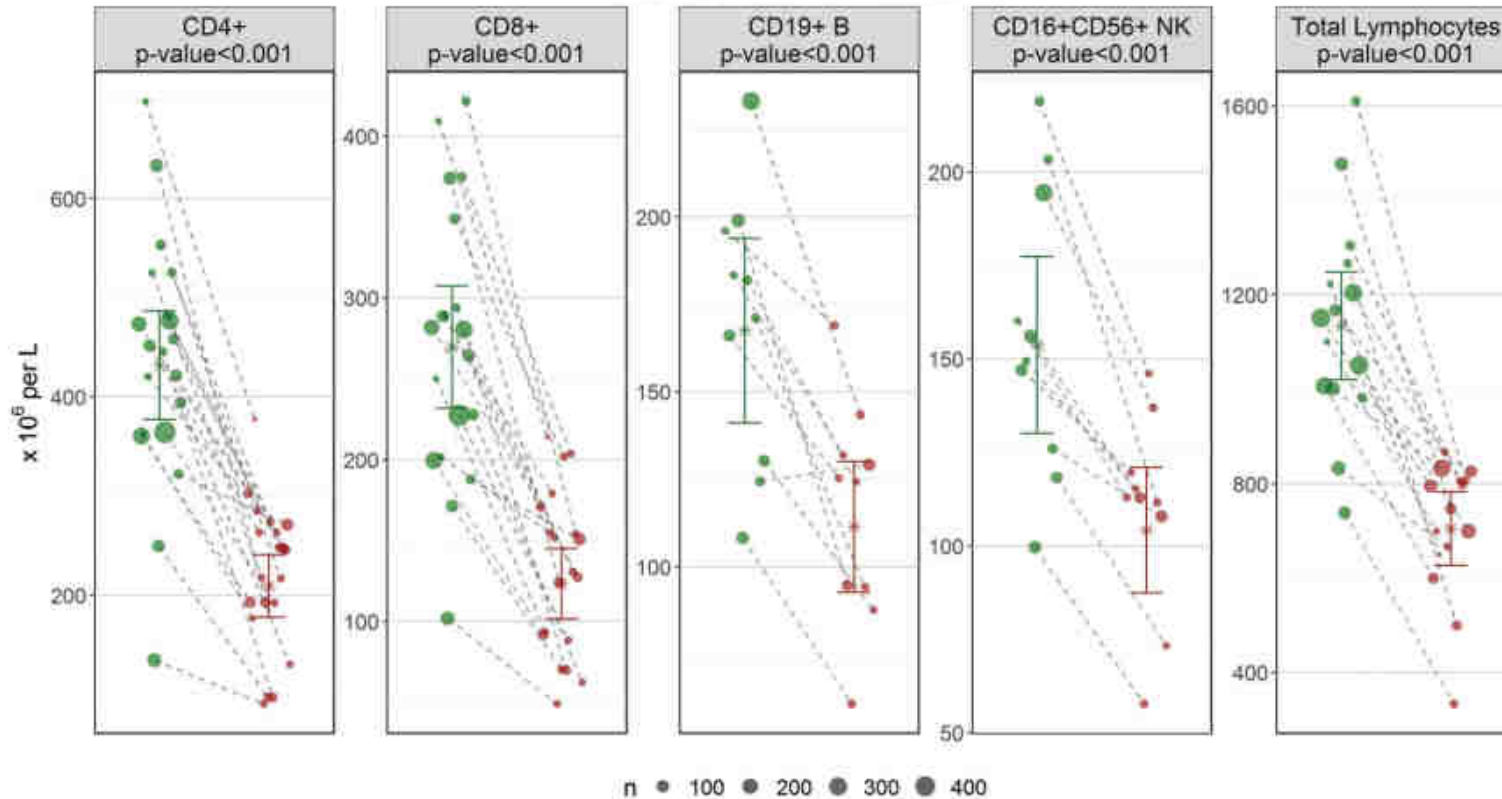 CD4+
p-value<0.001
CD8+
p-value<0.001
CD19+ B
p-value<0.001
CD16+CD56+ NK
p-value<0.001
Total Lymphocytes
p-value<0.001
x 10⁶ per L
600
400
200
400
300
200
100
200
150
100
200
150
100
50
1600
1200
800
400
n 100 200 300 400